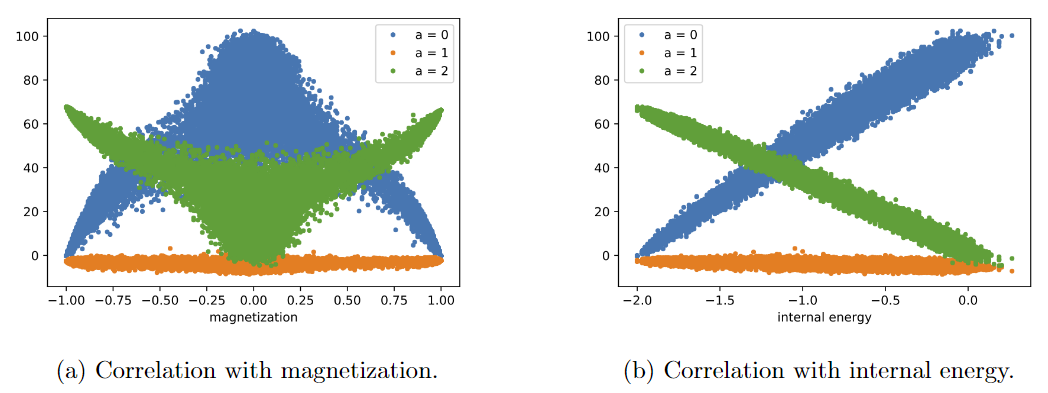 100
80
60
40
20
0
a = 0
a = 1
a = 2
−1.00 −0.75 −0.50 −0.25 0.00 0.25 0.50 0.75 1.00
magnetization
(a) Correlation with magnetization.
100
80
60
40
20
0
a = 0
a = 1
a = 2
−2.0 −1.5 −1.0 −0.5 0.0
internal energy
(b) Correlation with internal energy.